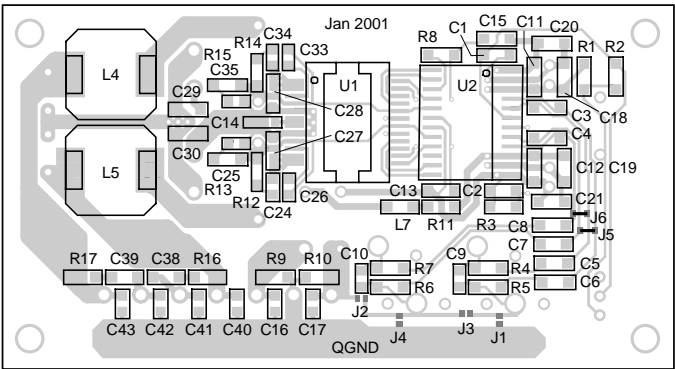 C34
Jan 2001
C15
C11
C20
C1
R14
C33
R8
R1
R2
R15
C35
L4
U1
U2
C29
C28
C3
C18
C14
C27
C4
C30
L5
C25
R13
R12
C24
C26
C13
C2
C12
C19
L7
R11
R3
C21
J6
C8
J5
C7
R17
C39
C38
R16
R9
R10
C10
R7
C9
R4
C5
R6
R5
C6
C43
C42
C41
C40
C16
C17
J2
J4
J3
J1
QGND